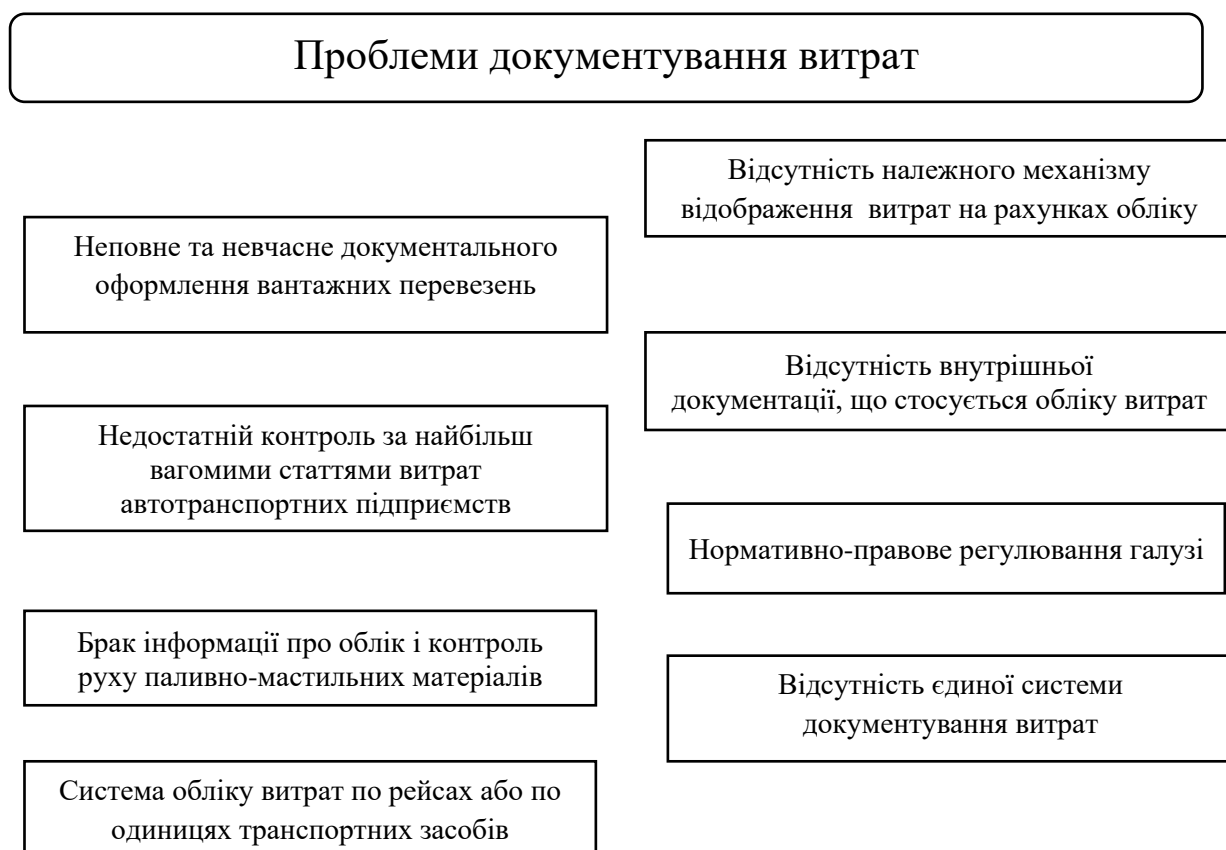 Проблеми документування витрат
Неповне та невчасне документального
оформлення вантажних перевезень
Недостатній контроль за найбільш
вагомими статтями витрат
автотранспортних підприємств
Брак інформації про облік і контроль
руху паливно-мастильних матеріалів
Система обліку витрат по рейсах або по
одиницях транспортних засобів
Відсутність належного механізму
відображення витрат на рахунках обліку
Відсутність внутрішньої
документації, що стосується обліку витрат
Нормативно-правове регулювання галузі
Відсутність єдиної системи
документування витрат